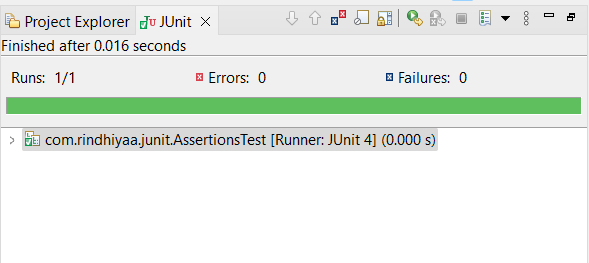 Project Explorer JUnit
Finished after 0.016 seconds
Runs: 1/1 Errors: 0 Failures: 0
com.rindhiyaa.junit.AssertionsTest [Runner: JUnit 4] (0.000 s)